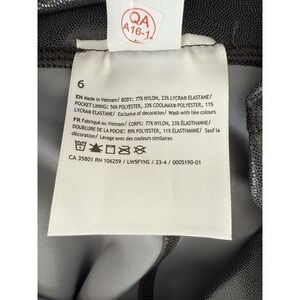 QA
A16-1
6
EN Made in Vietnam/ BODY: 77% NYLON, 23% LYCRA® ELASTANE/
POCKET LINING: 56% POLYESTER, 33% COOLMAX® POLYESTER, 11%
LYCRA® ELASTANE/ Exclusive of decoration/ Wash with like colours
FR Fabriqué au Vietnam/ CORPS: 77% NYLON, 23% ÉLASTHANNE/
DOUBLURE DE LA POCHE: 89% POLYESTER, 11% ÉLASTHANNE/ Sauf la
décoration/ Lavage avec des couleurs similaires
CA 35801 RN 106259 / LW5FYNS / 23-4 / 0005190-01